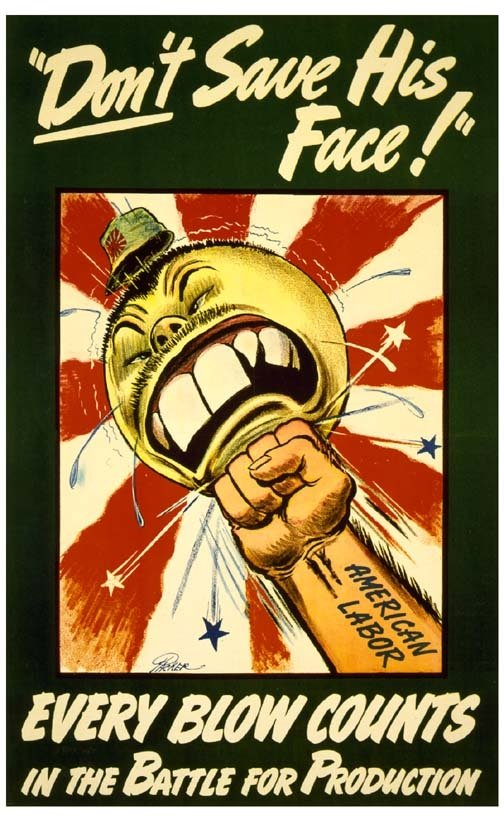 "Don't Save His
Face!"
AMERICAN
LABOR
EVERY BLOW COUNTS
IN THE BATTLE FOR PRODUCTION